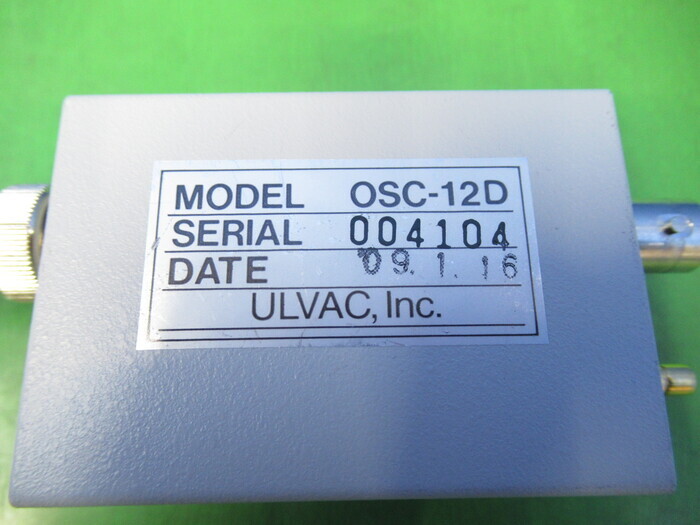 MODEL OSC-12D
SERIAL 004104
DATE '09.1.16
ULVAC, Inc.